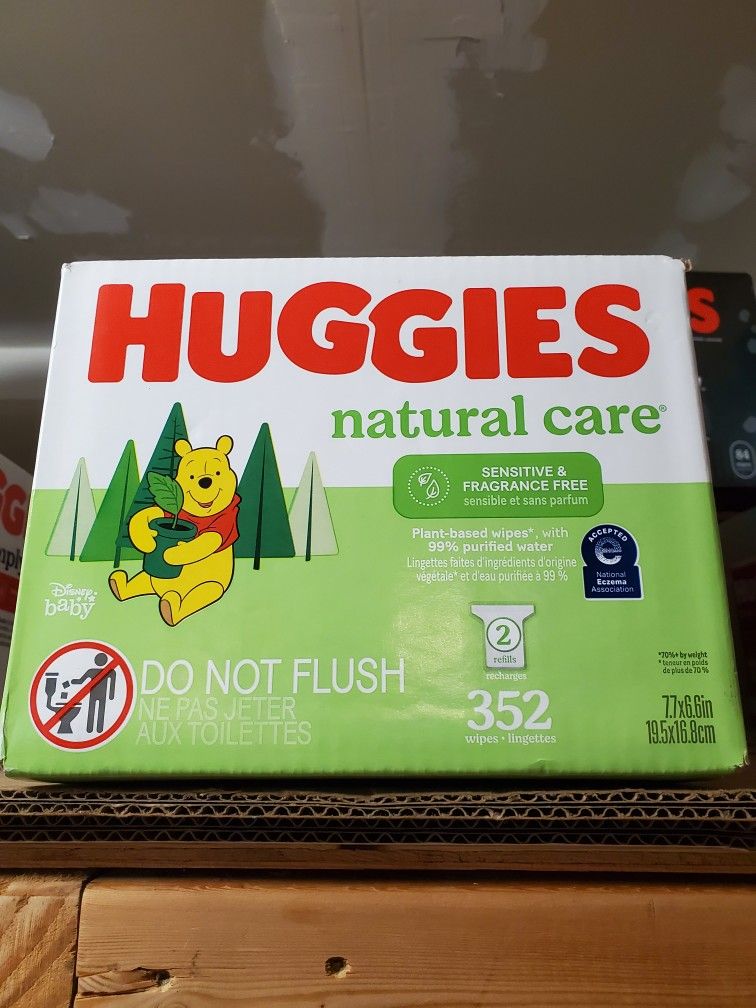 HUGGIES
natural care®
SENSITIVE &
FRAGRANCE FREE
sensible et sans parfum
Plant-based wipes*, with
99% purified water
Lingettes faites d'ingrédients d'origine
végétale* et d'eau purifiée à 99 %
ACCEPTED
National
Eczema
Association
Disney
baby
2
refills
recharges
*70%+ by weight
* teneur en poids
de plus de 70 %
DO NOT FLUSH
NE PAS JETER
AUX TOILETTES
352
wipes • lingettes
7.7x6.6in
19.5x16.8cm
S
64
GG